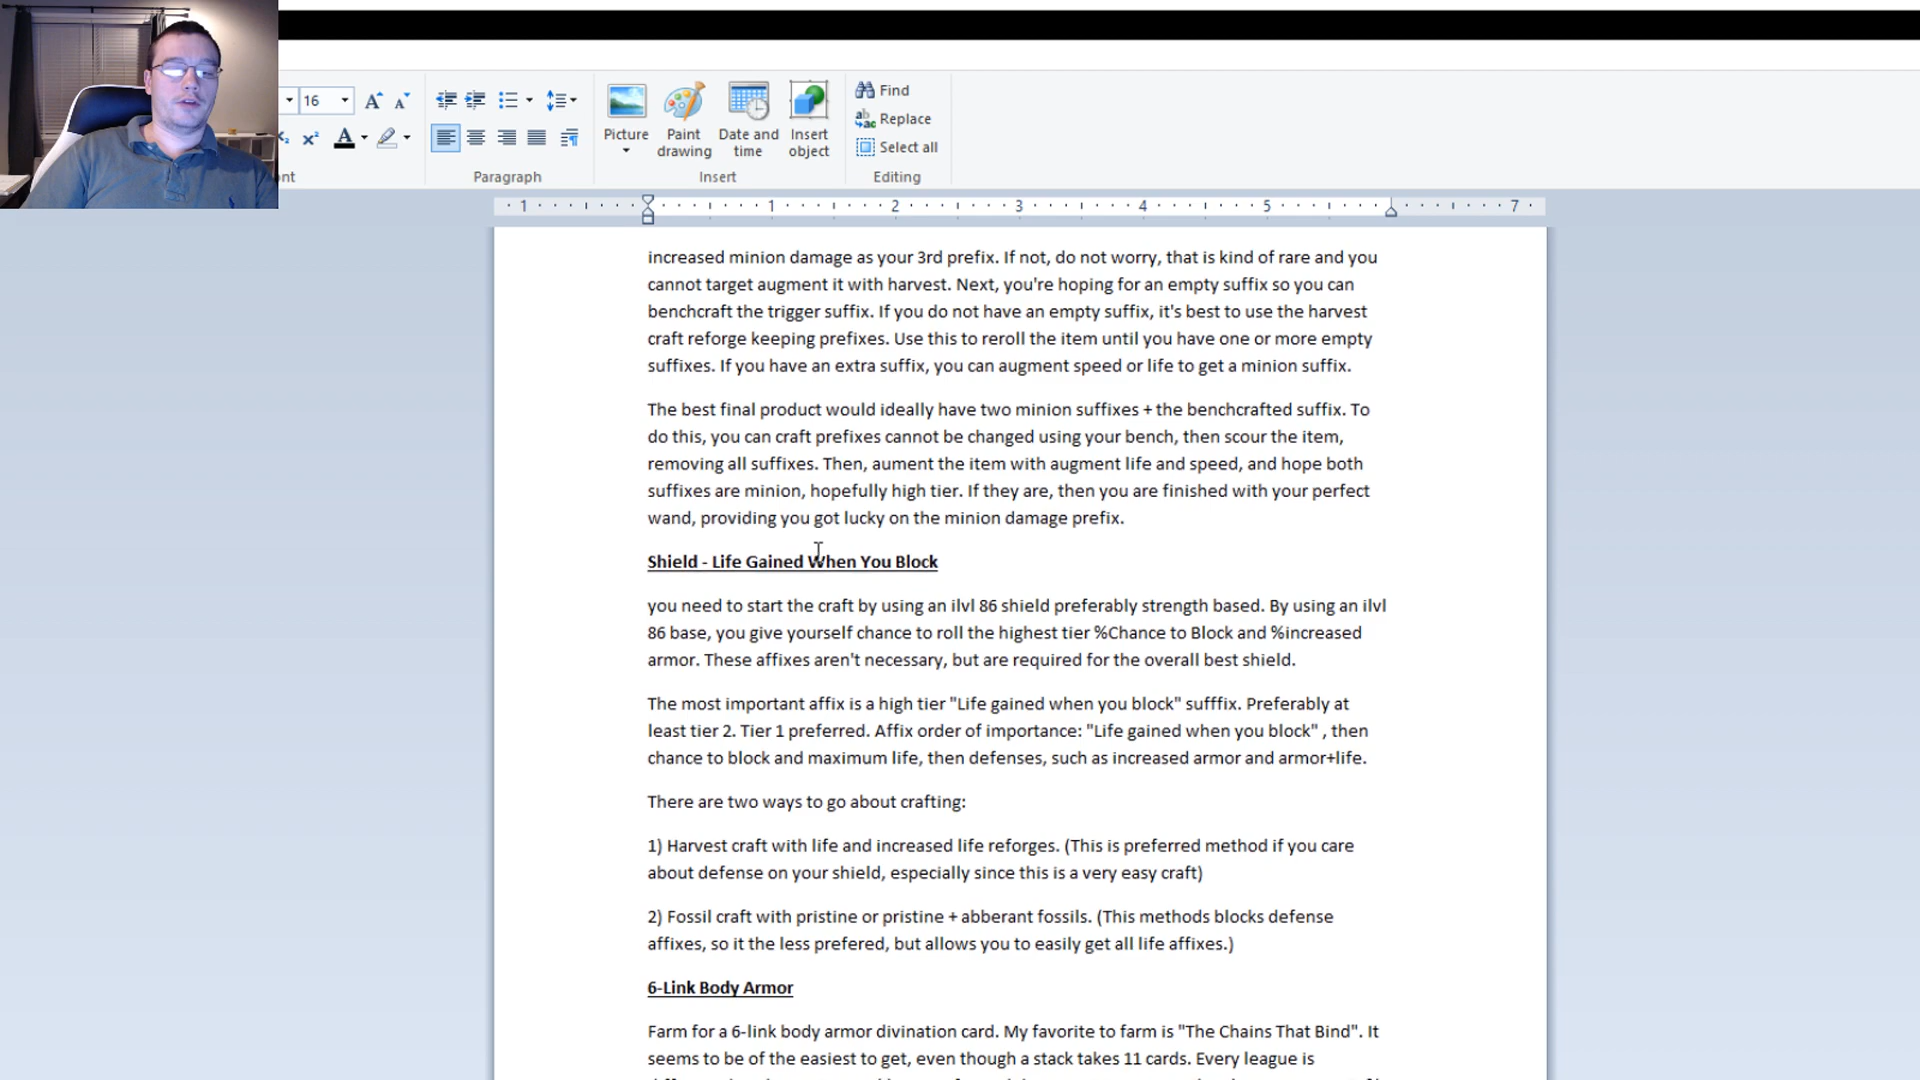 16
A
A
x²
A
Picture
Paint drawing
Date and time
Insert object
Find
Replace
Select all
nt
Paragraph
Insert
Editing
1 1 2 3 4 5 7
increased minion damage as your 3rd prefix. If not, do not worry, that is kind of rare and you
cannot target augment it with harvest. Next, you're hoping for an empty suffix so you can
benchcraft the trigger suffix. If you do not have an empty suffix, it's best to use the harvest
craft reforge keeping prefixes. Use this to reroll the item until you have one or more empty
suffixes. If you have an extra suffix, you can augment speed or life to get a minion suffix.
The best final product would ideally have two minion suffixes + the benchcrafted suffix. To
do this, you can craft prefixes cannot be changed using your bench, then scour the item,
removing all suffixes. Then, aument the item with augment life and speed, and hope both
suffixes are minion, hopefully high tier. If they are, then you are finished with your perfect
wand, providing you got lucky on the minion damage prefix.
Shield - Life Gained When You Block
you need to start the craft by using an ilvl 86 shield preferably strength based. By using an ilvl
86 base, you give yourself chance to roll the highest tier %Chance to Block and %increased
armor. These affixes aren't necessary, but are required for the overall best shield.
The most important affix is a high tier "Life gained when you block" sufffix. Preferably at
least tier 2. Tier 1 preferred. Affix order of importance: "Life gained when you block" , then
chance to block and maximum life, then defenses, such as increased armor and armor+life.
There are two ways to go about crafting:
1) Harvest craft with life and increased life reforges. (This is preferred method if you care
about defense on your shield, especially since this is a very easy craft)
2) Fossil craft with pristine or pristine + abberant fossils. (This methods blocks defense
affixes, so it the less prefered, but allows you to easily get all life affixes.)
6-Link Body Armor
Farm for a 6-link body armor divination card. My favorite to farm is "The Chains That Bind". It
seems to be of the easiest to get, even though a stack takes 11 cards. Every league is